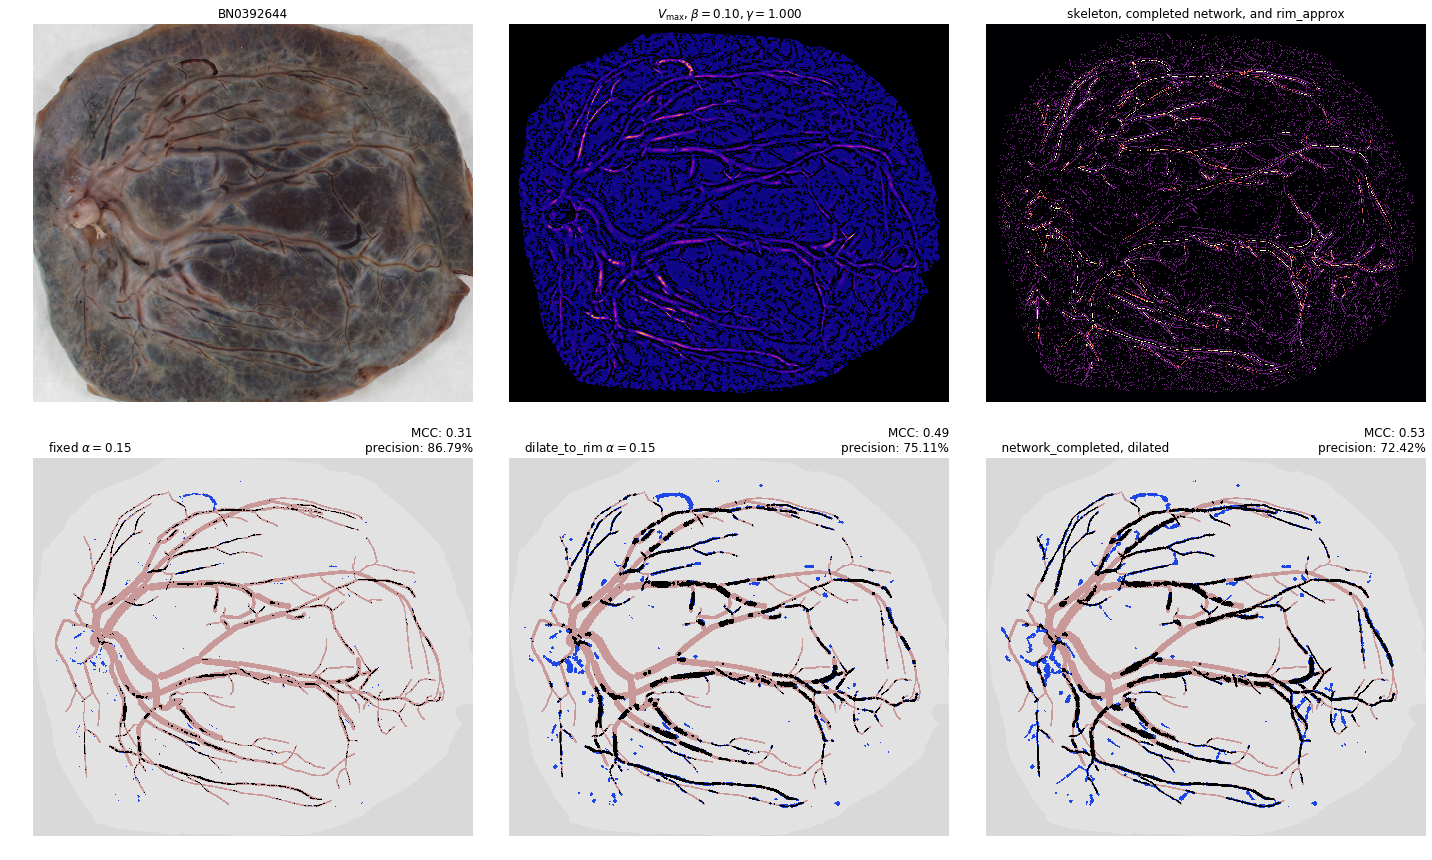 BN0392644
V_max, β = 0.10, γ = 1.000
skeleton, completed network, and rim_approx
MCC: 0.31
fixed α = 0.15 precision: 86.79%
MCC: 0.49
dilate_to_rim α = 0.15 precision: 75.11%
MCC: 0.53
network_completed, dilated precision: 72.42%